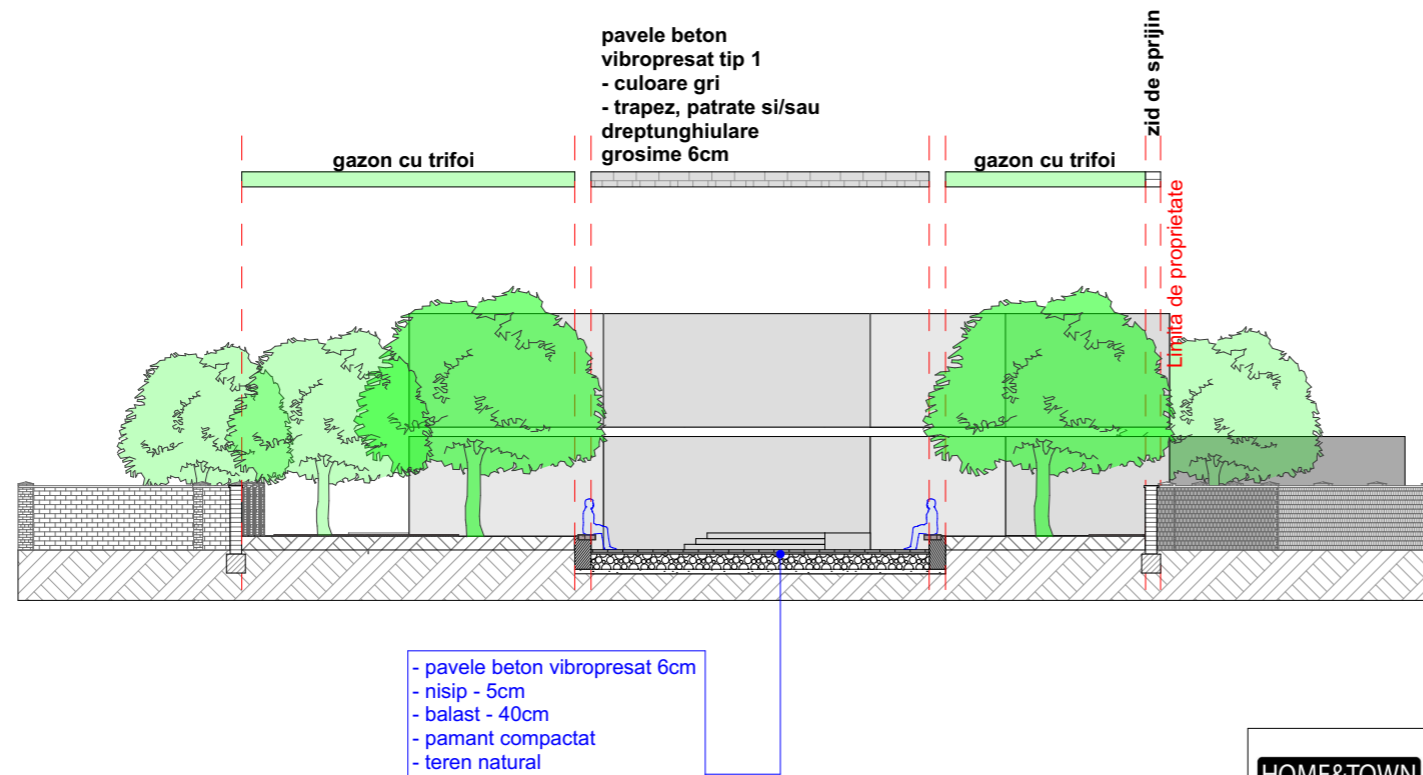 pavele beton
vibropresat tip 1
- culoare gri
- trapez, patrate si/sau
dreptunghiulare
grosime 6cm
zid de sprijin
gazon cu trifoi
gazon cu trifoi
Limita de proprietate
- pavele beton vibropresat 6cm
- nisip - 5cm
- balast - 40cm
- pamant compactat
- teren natural
HOME&TOWN